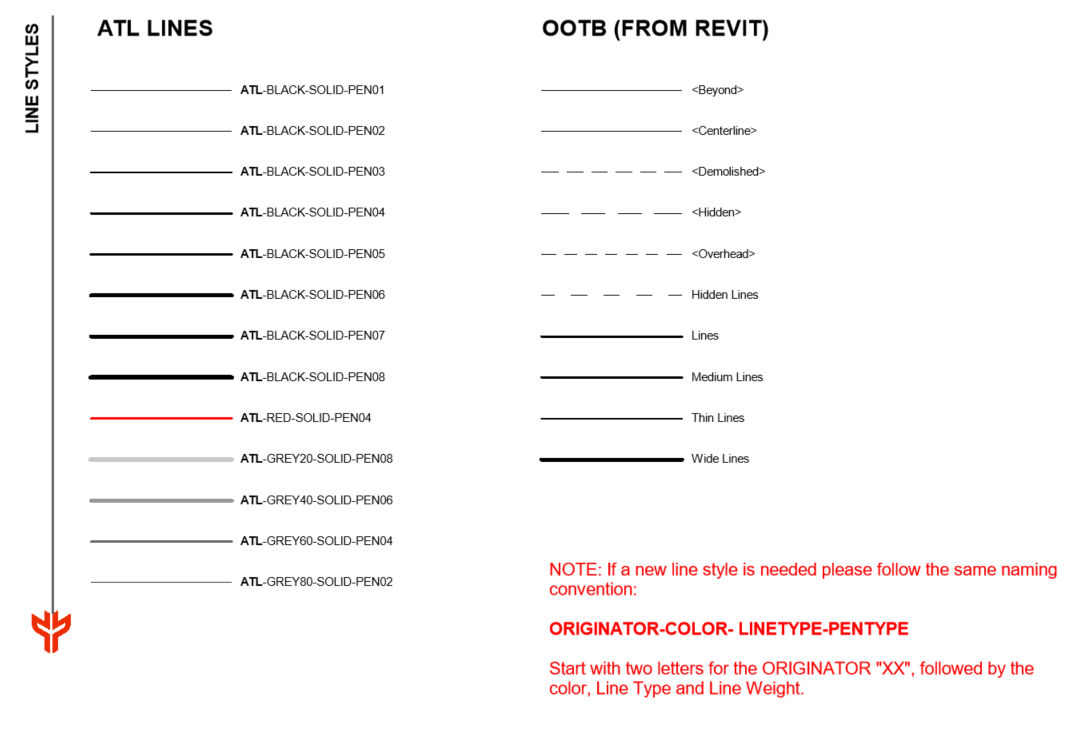 LINE STYLES
ATL LINES
ATL-BLACK-SOLID-PEN01
ATL-BLACK-SOLID-PEN02
ATL-BLACK-SOLID-PEN03
ATL-BLACK-SOLID-PEN04
ATL-BLACK-SOLID-PEN05
ATL-BLACK-SOLID-PEN06
ATL-BLACK-SOLID-PEN07
ATL-BLACK-SOLID-PEN08
ATL-RED-SOLID-PEN04
ATL-GREY20-SOLID-PEN08
ATL-GREY40-SOLID-PEN06
ATL-GREY60-SOLID-PEN04
ATL-GREY80-SOLID-PEN02
OOTB (FROM REVIT)
<Beyond>
<Centerline>
<Demolished>
<Hidden>
<Overhead>
Hidden Lines
Lines
Medium Lines
Thin Lines
Wide Lines
NOTE: If a new line style is needed please follow the same naming
convention:
ORIGINATOR-COLOR- LINETYPE-PENTYPE
Start with two letters for the ORIGINATOR "XX", followed by the
color, Line Type and Line Weight.